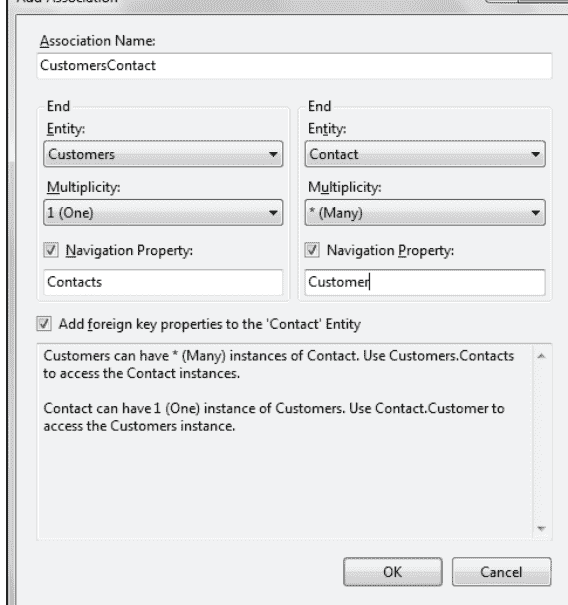 Add Association
Association Name:
CustomersContact
End
Entity:
Customers
Multiplicity:
1 (One)
Navigation Property:
Contacts
End
Entity:
Contact
Multiplicity:
* (Many)
Navigation Property:
Customer
Add foreign key properties to the 'Contact' Entity
Customers can have * (Many) instances of Contact. Use Customers.Contacts
to access the Contact instances.
Contact can have 1 (One) instance of Customers. Use Contact.Customer to
access the Customers instance.
OK
Cancel